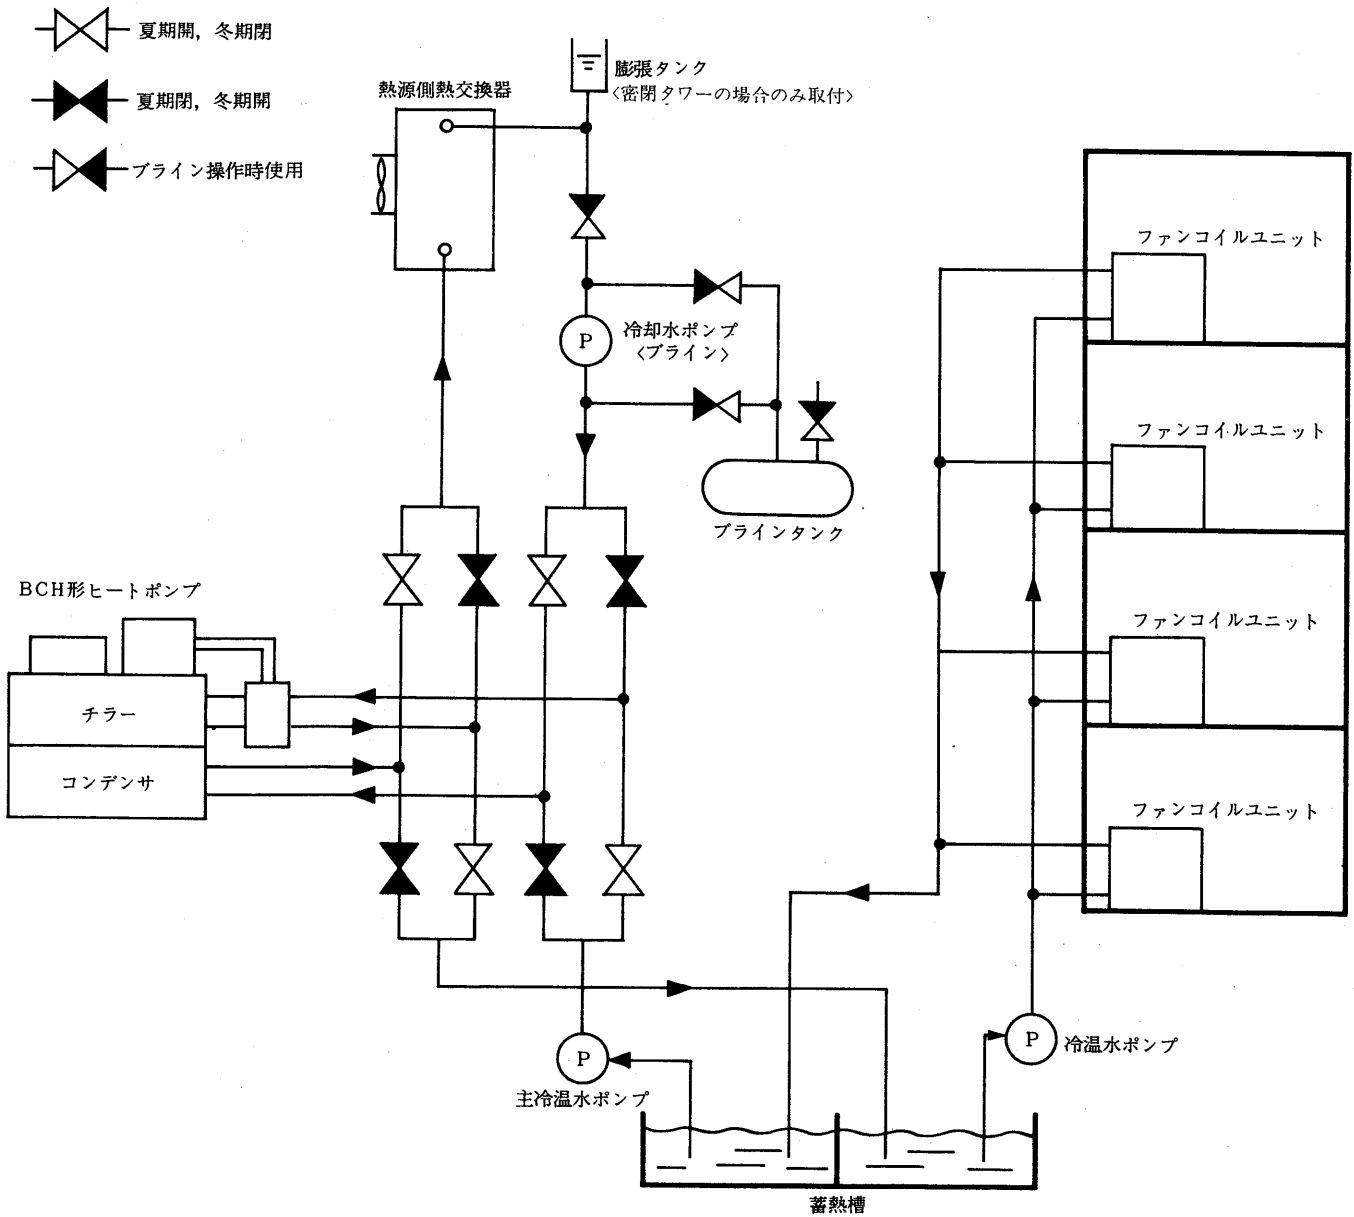 夏期開，冬期閉
夏期閉，冬期開
ブライン操作時使用
熱源側熱交換器
膨張タンク
〈密閉タワーの場合のみ取付〉
P
冷却水ポンプ
〈ブライン〉
ブラインタンク
BCH形ヒートポンプ
チラー
コンデンサ
ファンコイルユニット
ファンコイルユニット
ファンコイルユニット
ファンコイルユニット
P
主冷温水ポンプ
P
冷温水ポンプ
蓄熱槽